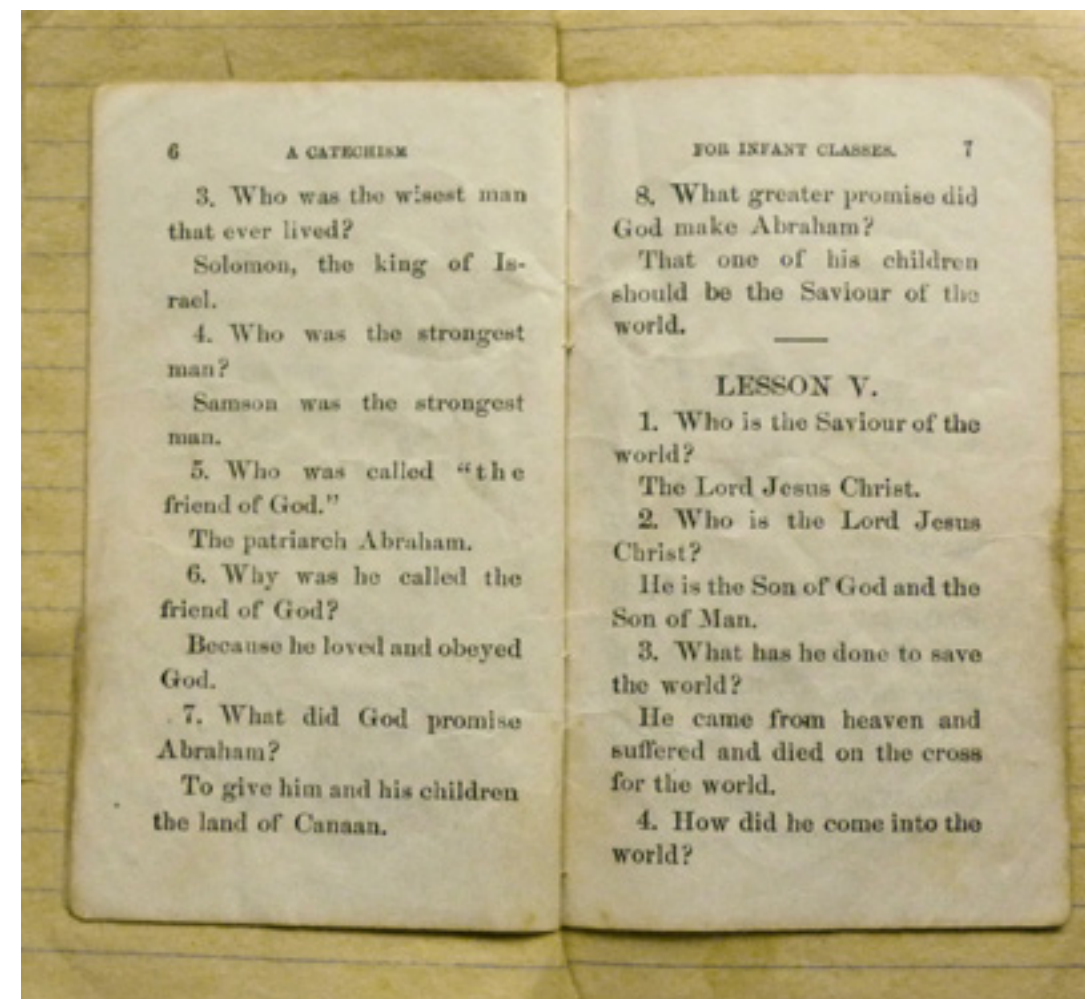 6 A CATECHISM
3. Who was the wisest man
that ever lived?
Solomon, the king of Is-
rael.
4. Who was the strongest
man?
Samson was the strongest
man.
5. Who was called "the
friend of God."
The patriarch Abraham.
6. Why was he called the
friend of God?
Because he loved and obeyed
God.
7. What did God promise
Abraham?
To give him and his children
the land of Canaan.
FOR INFANT CLASSES. 7
8. What greater promise did
God make Abraham?
That one of his children
should be the Saviour of the
world.
LESSON V.
1. Who is the Saviour of the
world?
The Lord Jesus Christ.
2. Who is the Lord Jesus
Christ?
He is the Son of God and the
Son of Man.
3. What has he done to save
the world?
He came from heaven and
suffered and died on the cross
for the world.
4. How did he come into the
world?